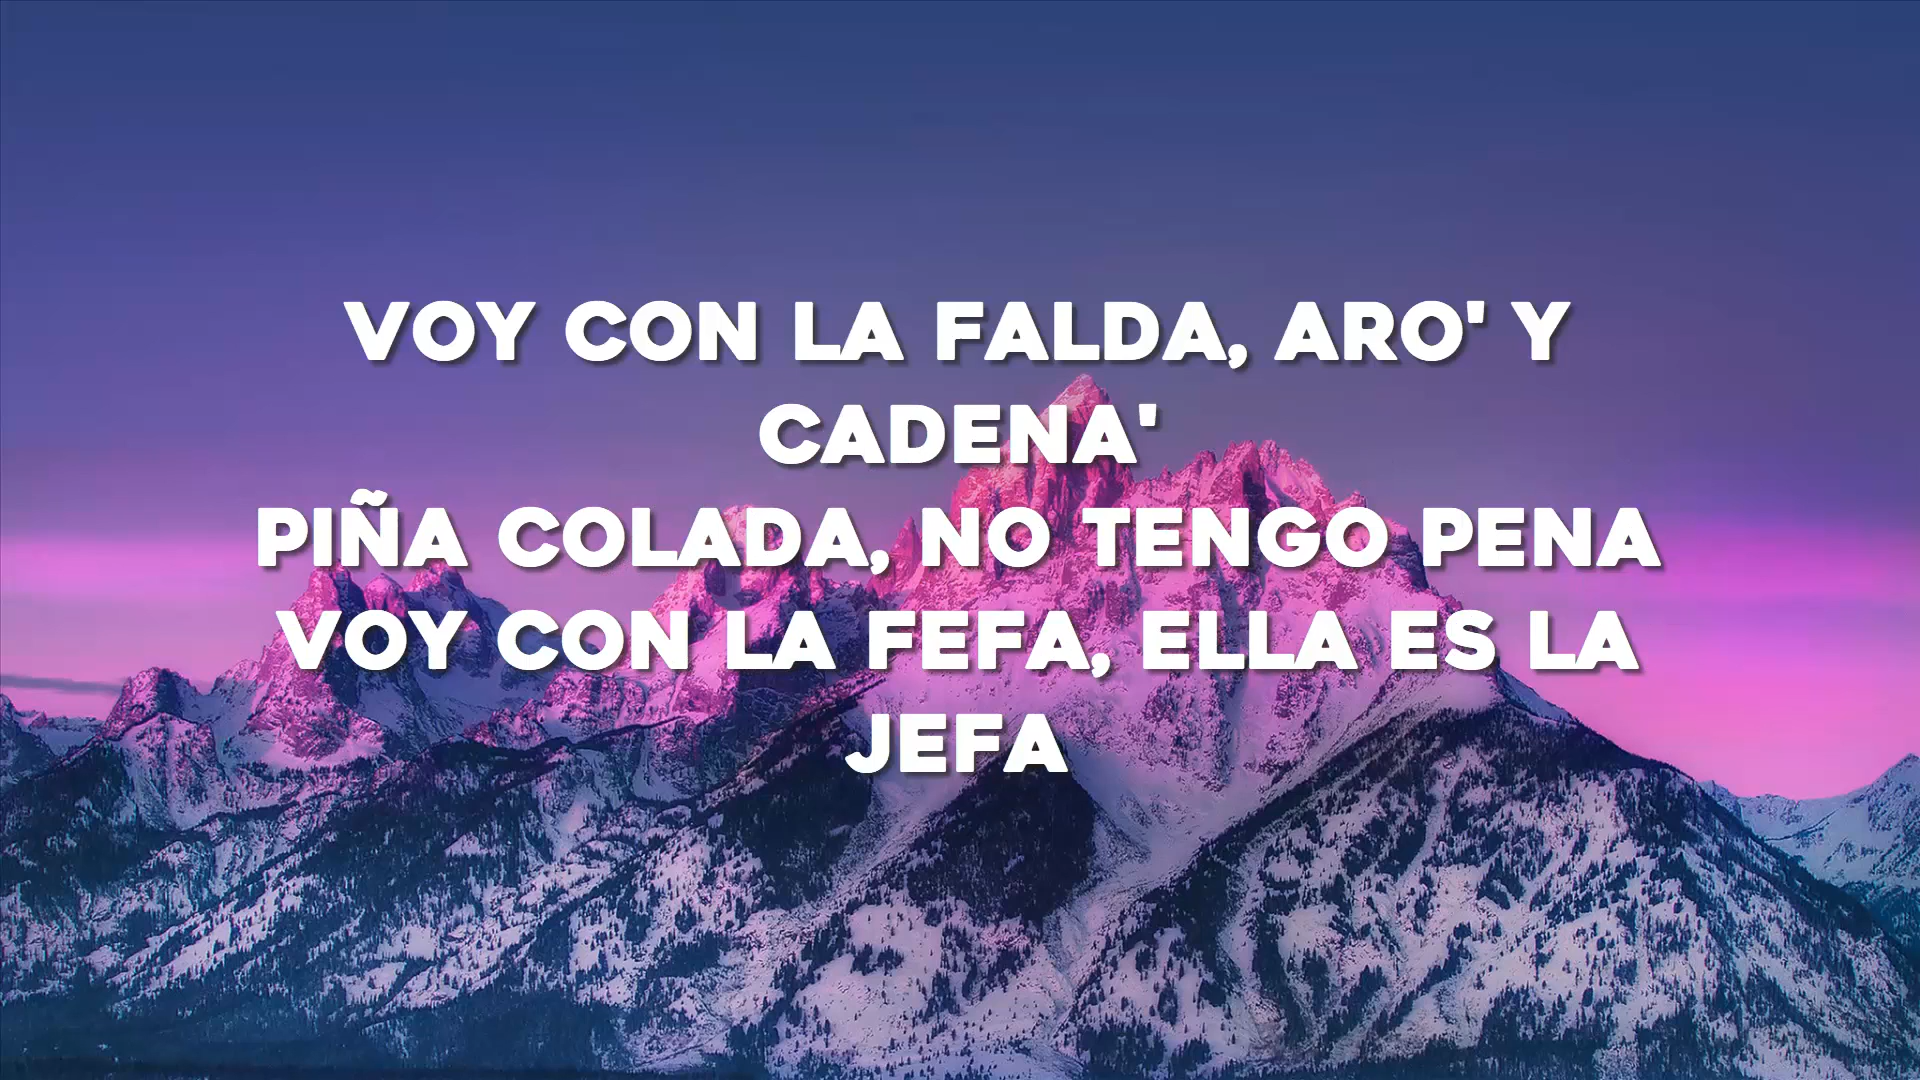 VOY CON LA FALDA, ARO' Y
CADENA'
PIÑA COLADA, NO TENGO PENA
VOY CON LA FEFA, ELLA ES LA
JEFA